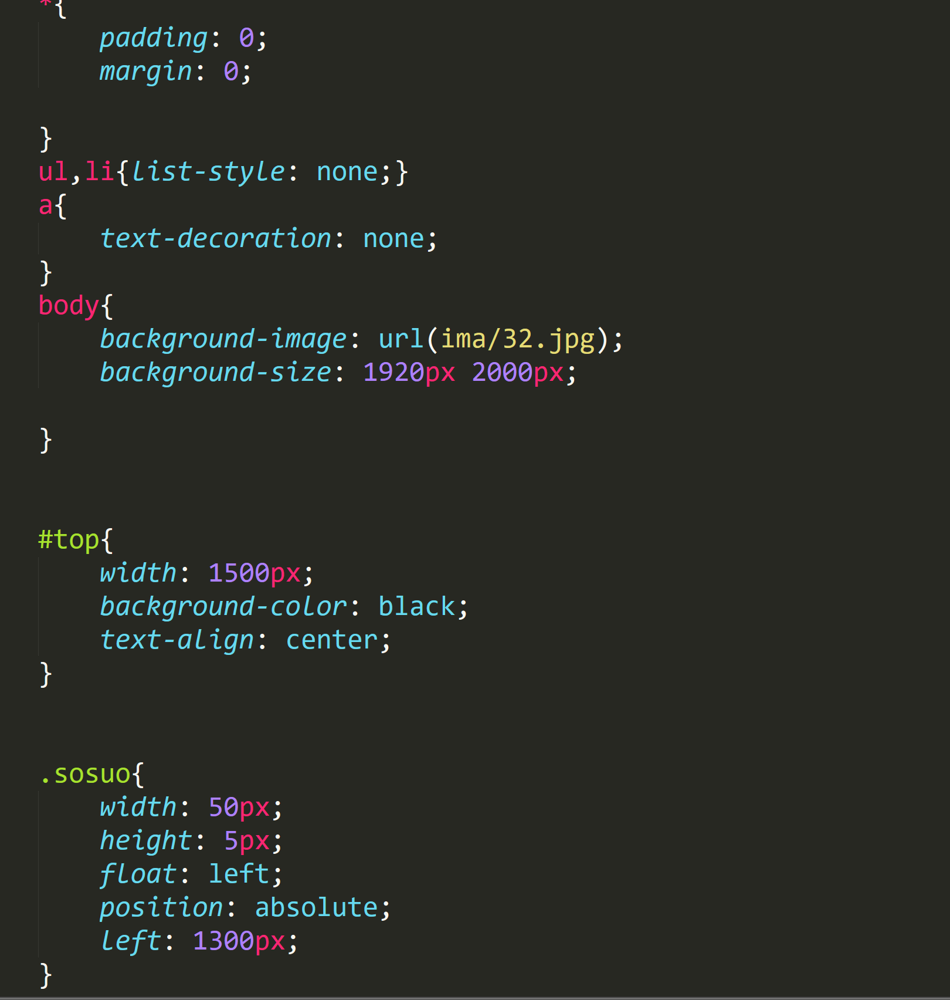 *{
    padding: 0;
    margin: 0;

}
ul,li{list-style: none;}
a{
    text-decoration: none;
}
body{
    background-image: url(ima/32.jpg);
    background-size: 1920px 2000px;

}



#top{
    width: 1500px;
    background-color: black;
    text-align: center;
}


.sosuo{
    width: 50px;
    height: 5px;
    float: left;
    position: absolute;
    left: 1300px;
}